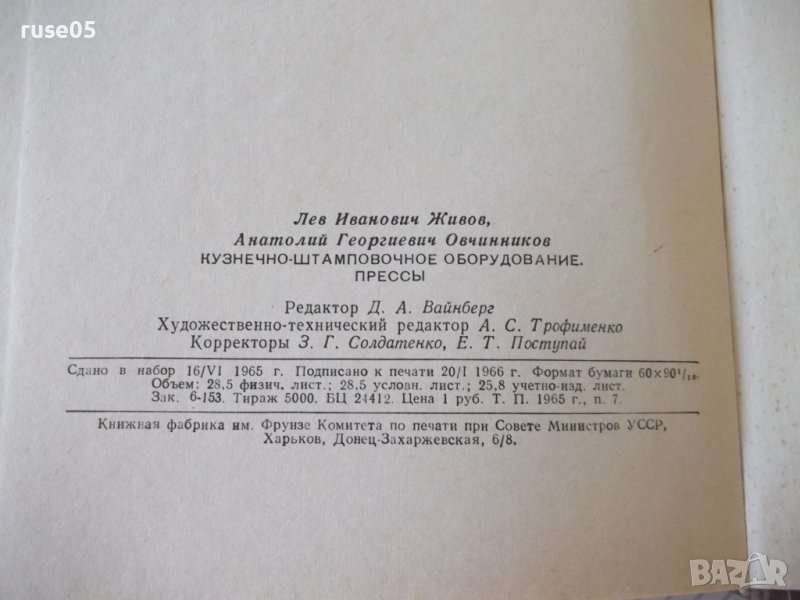 ruse05
Лев Иванович Живов,
Анатолий Георгиевич Овчинников
КУЗНЕЧНО-ШТАМПОВОЧНОЕ ОБОРУДОВАНИЕ.
ПРЕССЫ
Редактор Д. А. Вайнберг
Художественно-технический редактор А. С. Трофименко
Корректоры З. Г. Солдатенко, Е. Т. Поступай
Сдано в набор 16/VI 1965 г. Подписано к печати 20/I 1966 г. Формат бумаги 60×90¹/₁₆.
Объем: 28,5 физич. лист.; 28,5 условн. лист.; 25,8 учетно-изд. лист.
Зак. 6-153. Тираж 5000. БЦ 24412. Цена 1 руб. Т. П. 1965 г., п. 7.
Книжная фабрика им. Фрунзе Комитета по печати при Совете Министров УССР,
Харьков, Донец-Захаржевская, 6/8.
BAZAR